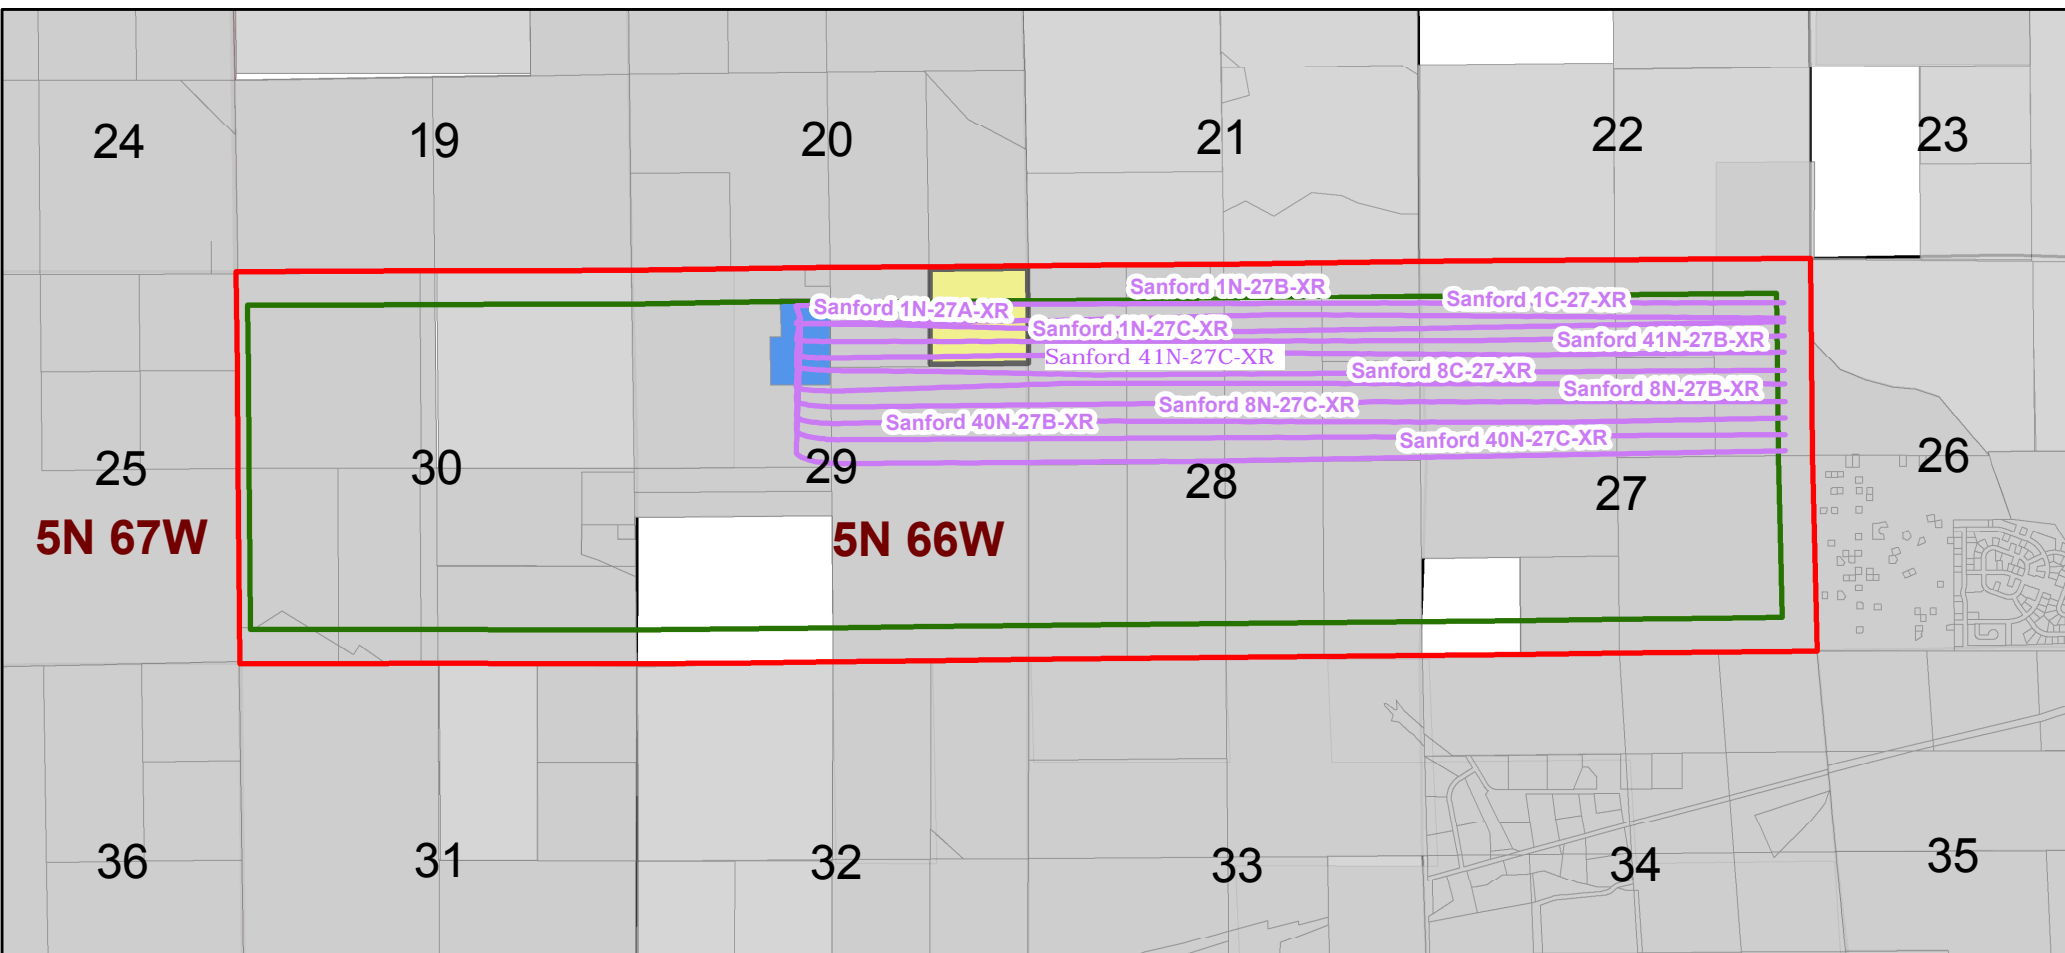 24
19
20
21
22
23
Sanford 1N-27B-XR
Sanford 1C-27-XR
Sanford 1N-27A-XR
Sanford 1N-27C-XR
Sanford 41N-27B-XR
Sanford 41N-27C-XR
Sanford 8C-27-XR
Sanford 8N-27B-XR
Sanford 8N-27C-XR
Sanford 40N-27B-XR
Sanford 40N-27C-XR
25
30
29
28
27
26
5N 67W
5N 66W
36
31
32
33
34
35